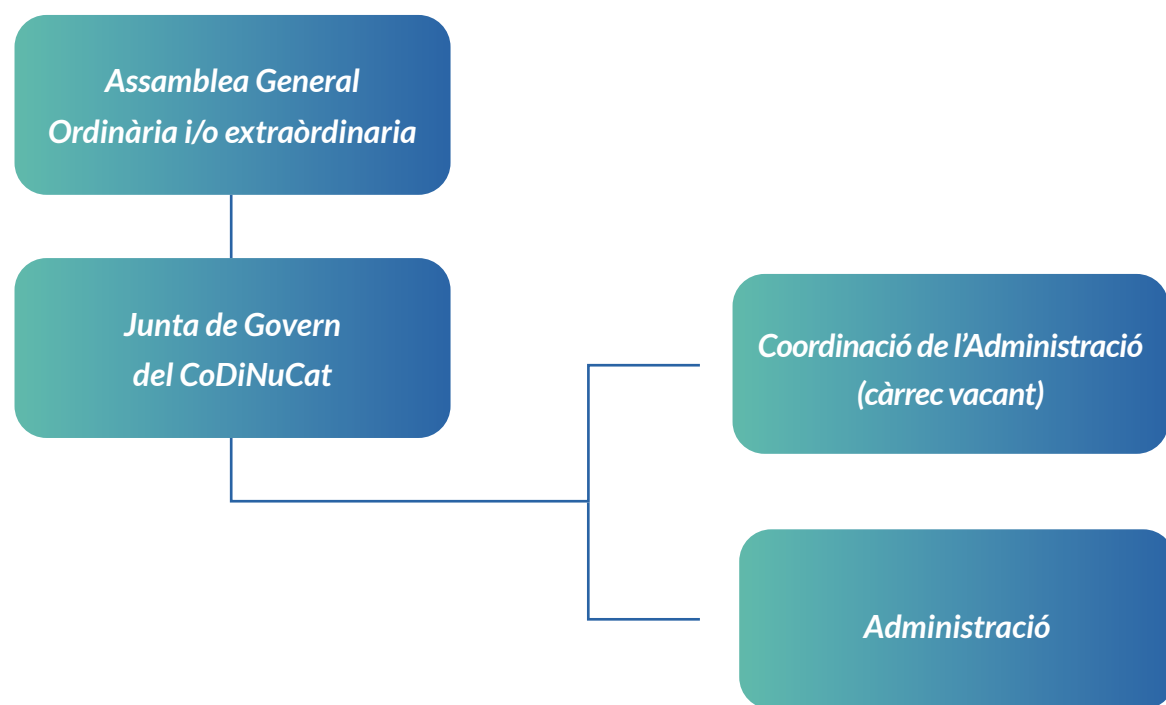 Assamblea General
Ordinària i/o extraòrdinaria
Junta de Govern
del CoDiNuCat
Coordinació de l’Administració
(càrrec vacant)
Administració